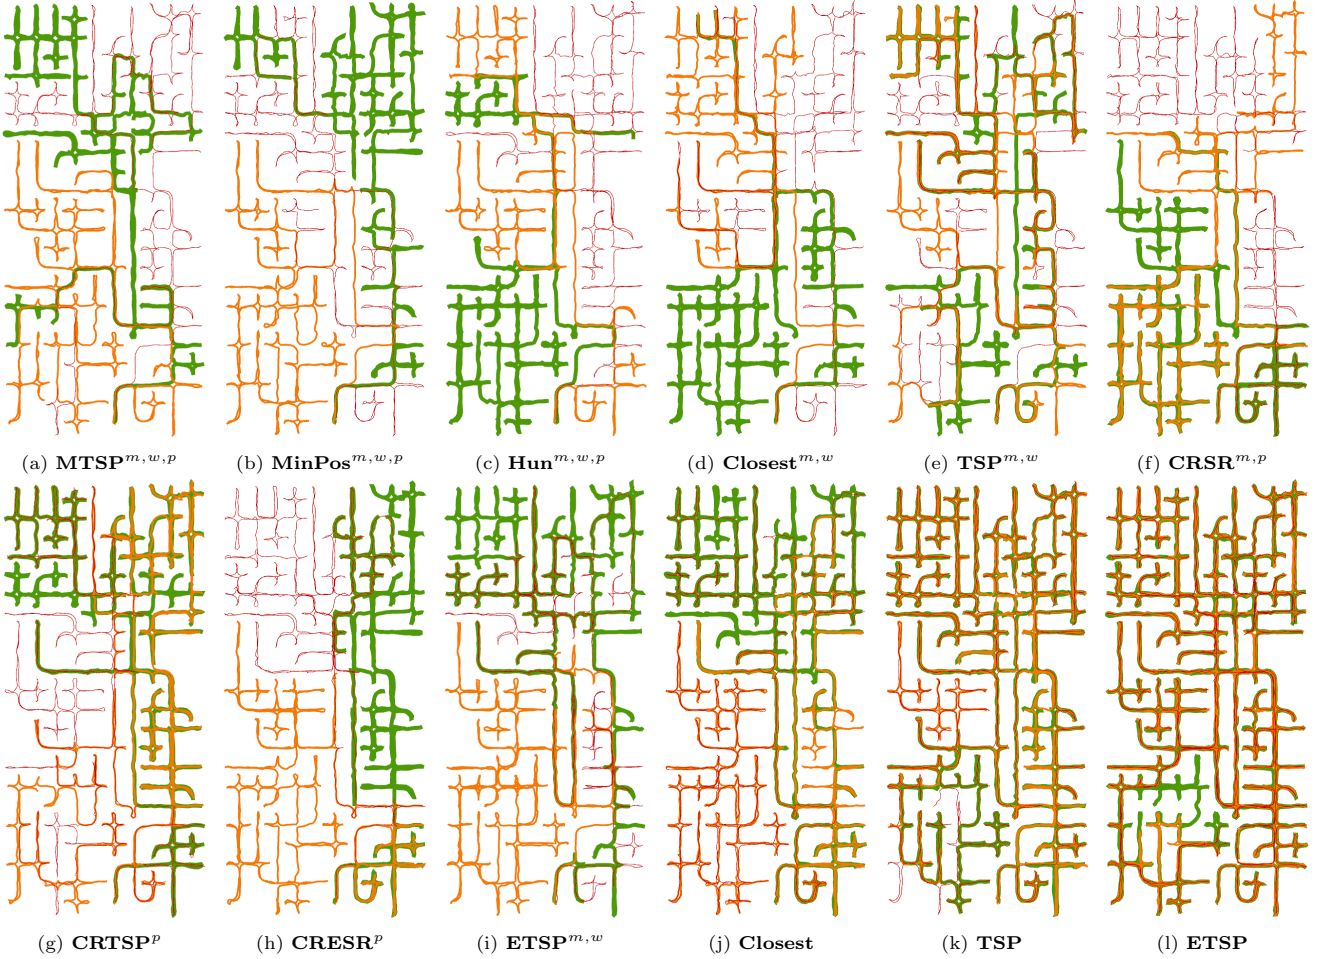 (a) MTSP^{m,w,p} (b) MinPos^{m,w,p} (c) Hun^{m,w,p} (d) Closest^{m,w} (e) TSP^{m,w} (f) CRSR^{m,p}
(g) CRTSP^{p} (h) CRESR^{p} (i) ETSP^{m,w} (j) Closest (k) TSP (l) ETSP